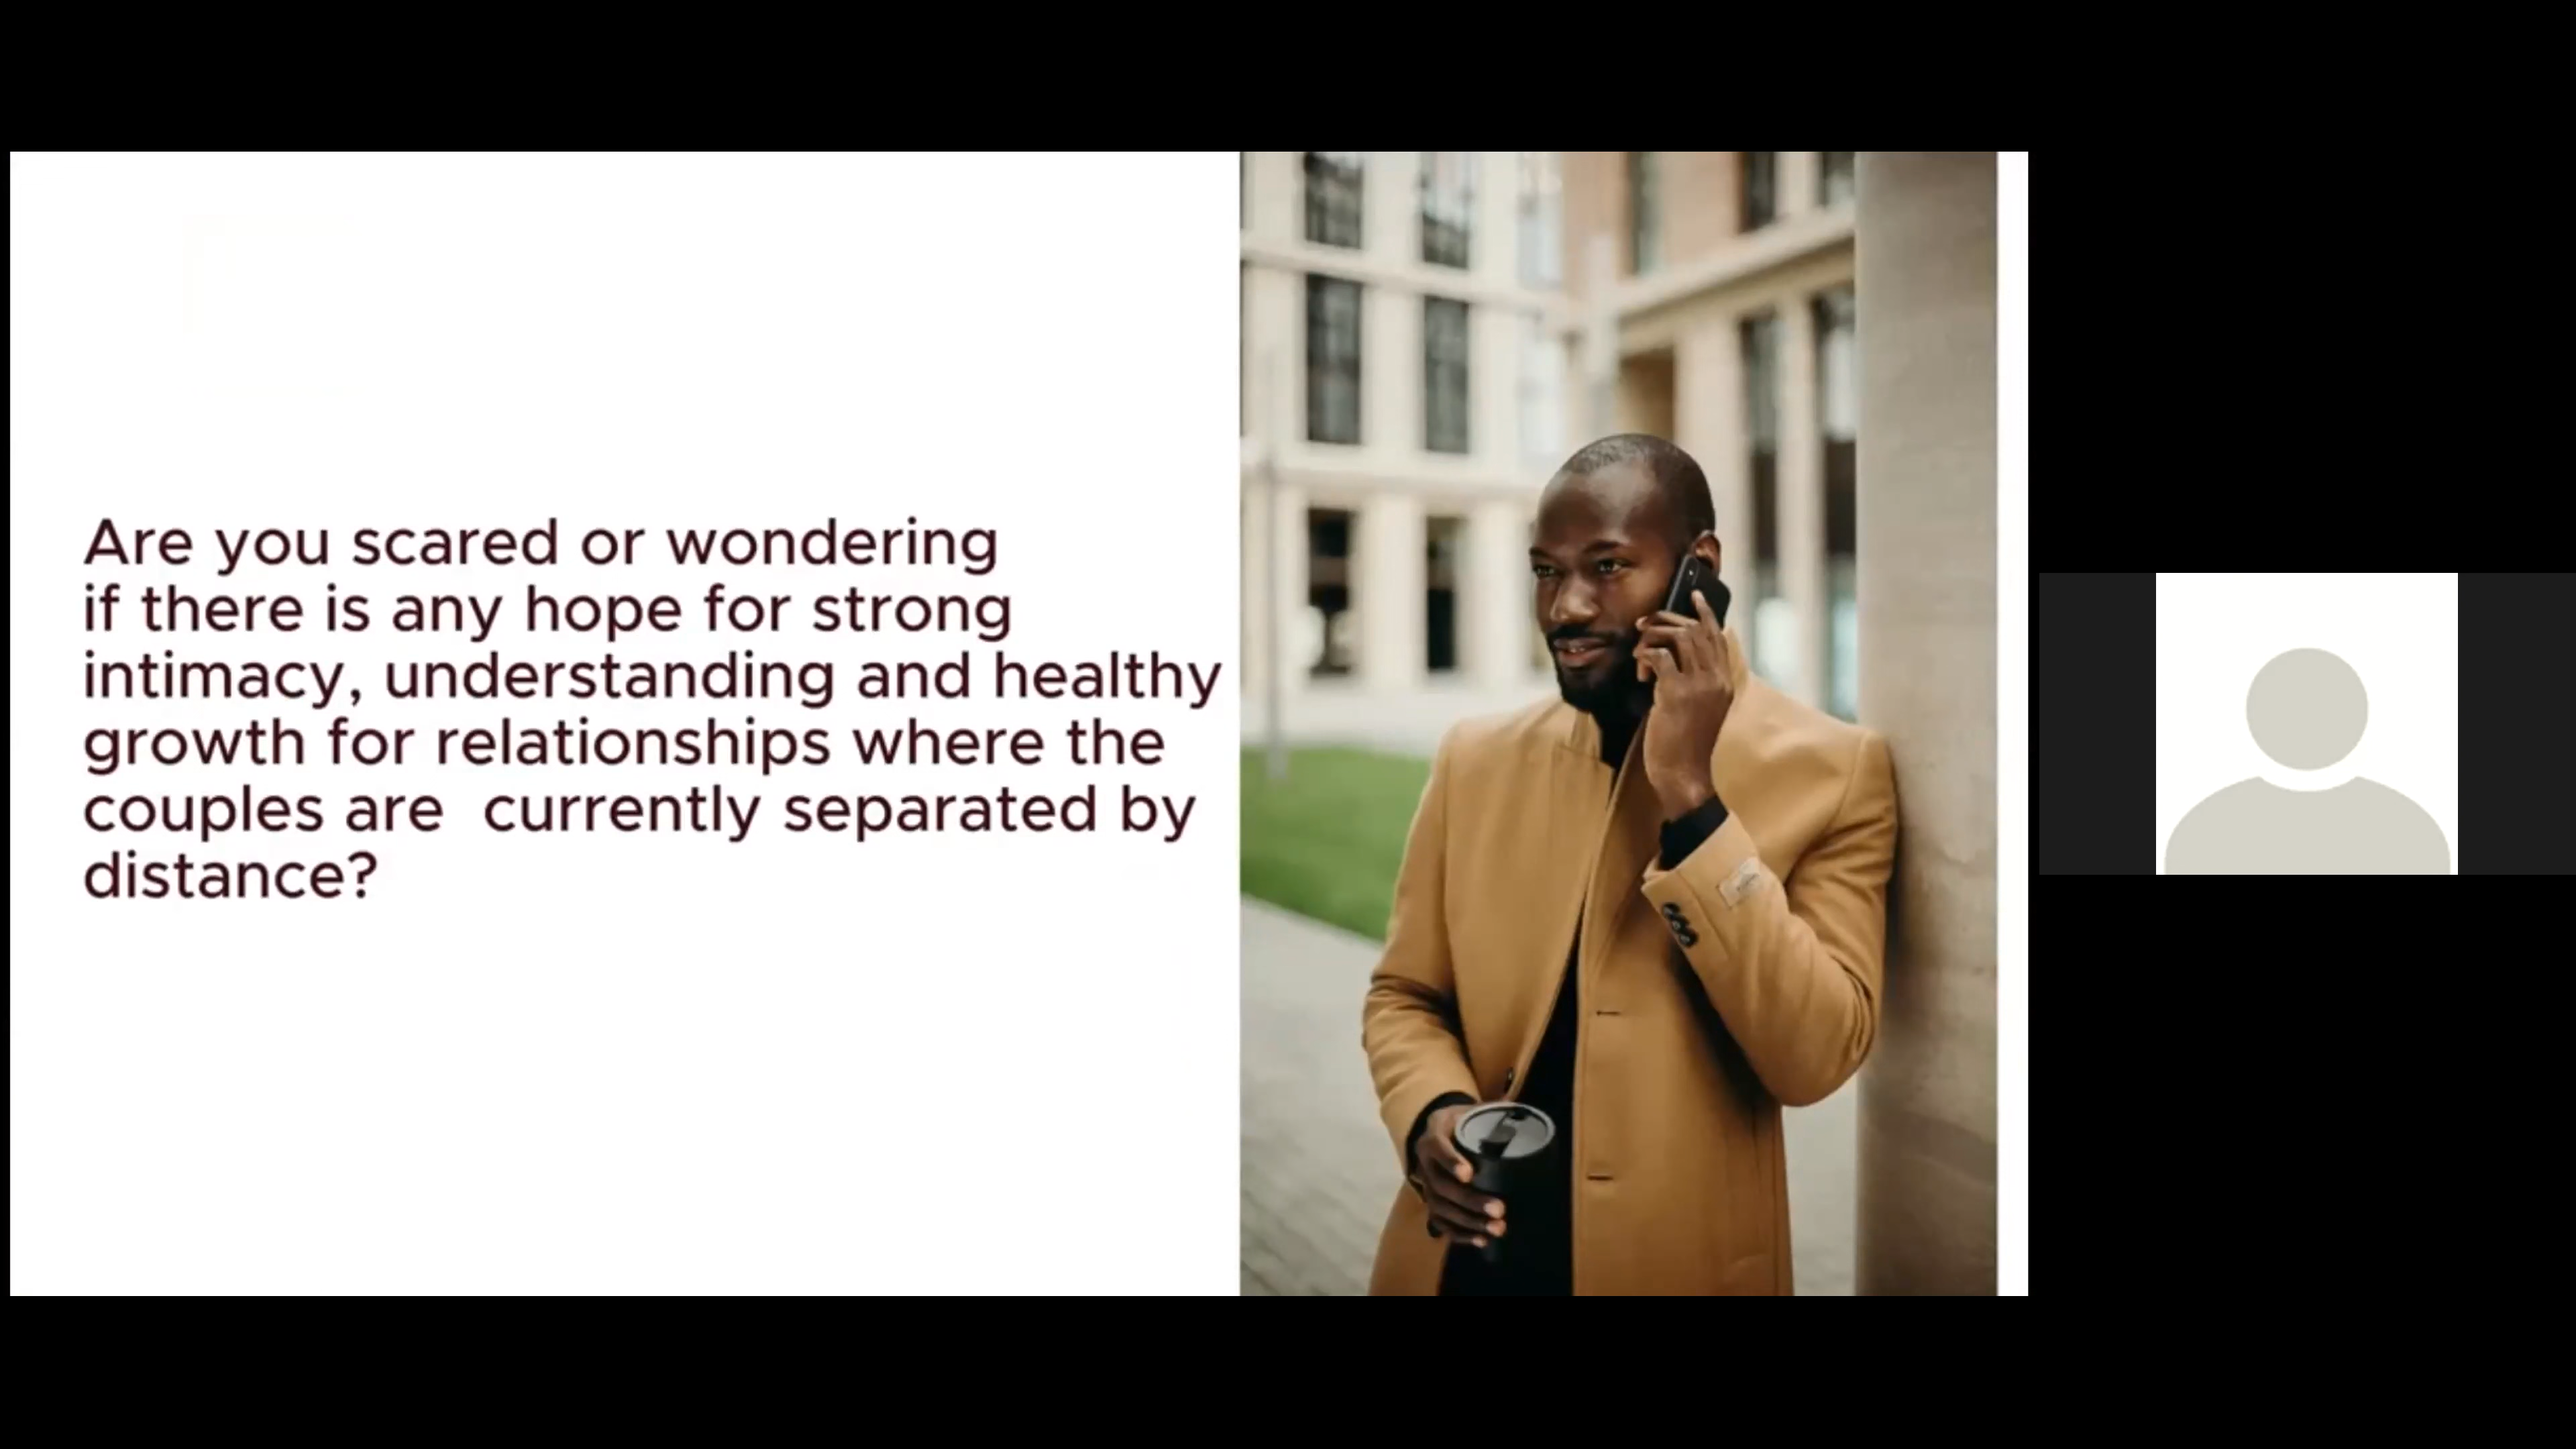 Are you scared or wondering
if there is any hope for strong
intimacy, understanding and healthy
growth for relationships where the
couples are  currently separated by
distance?